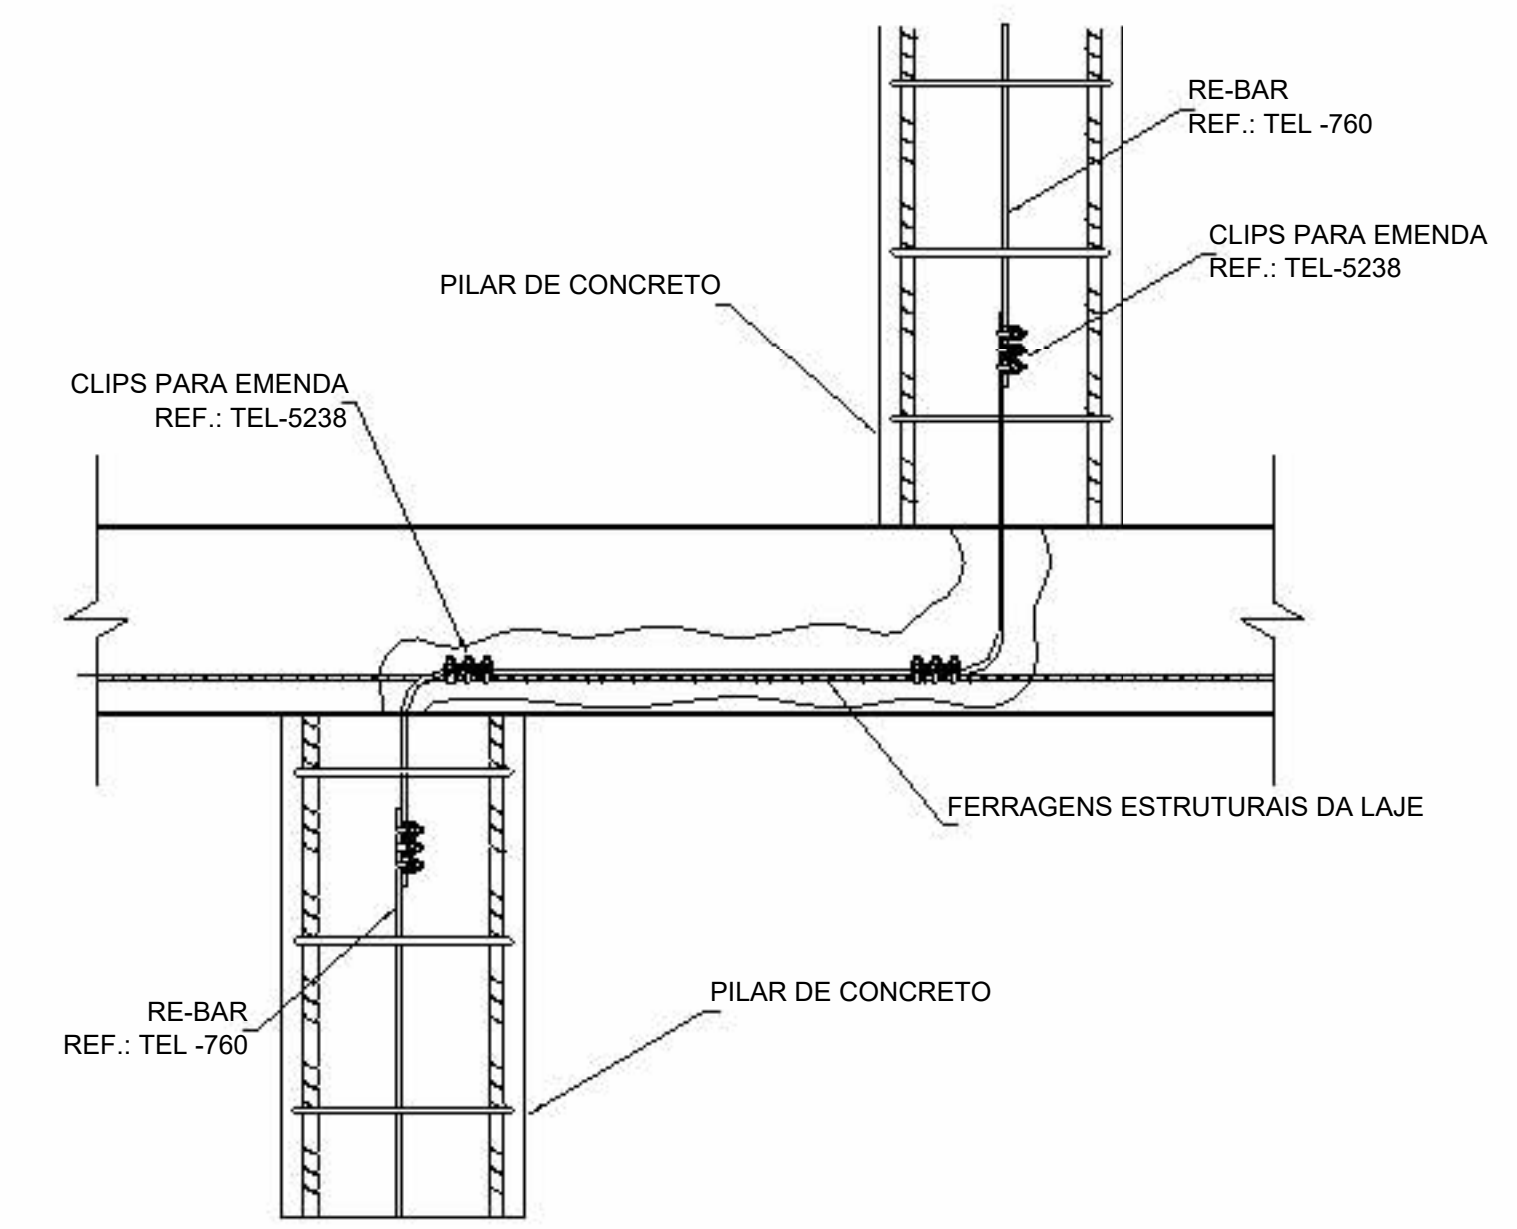 RE-BAR
REF.: TEL -760
CLIPS PARA EMENDA
REF.: TEL-5238
PILAR DE CONCRETO
CLIPS PARA EMENDA
REF.: TEL-5238
FERRAGENS ESTRUTURAIS DA LAJE
RE-BAR
REF.: TEL -760
PILAR DE CONCRETO